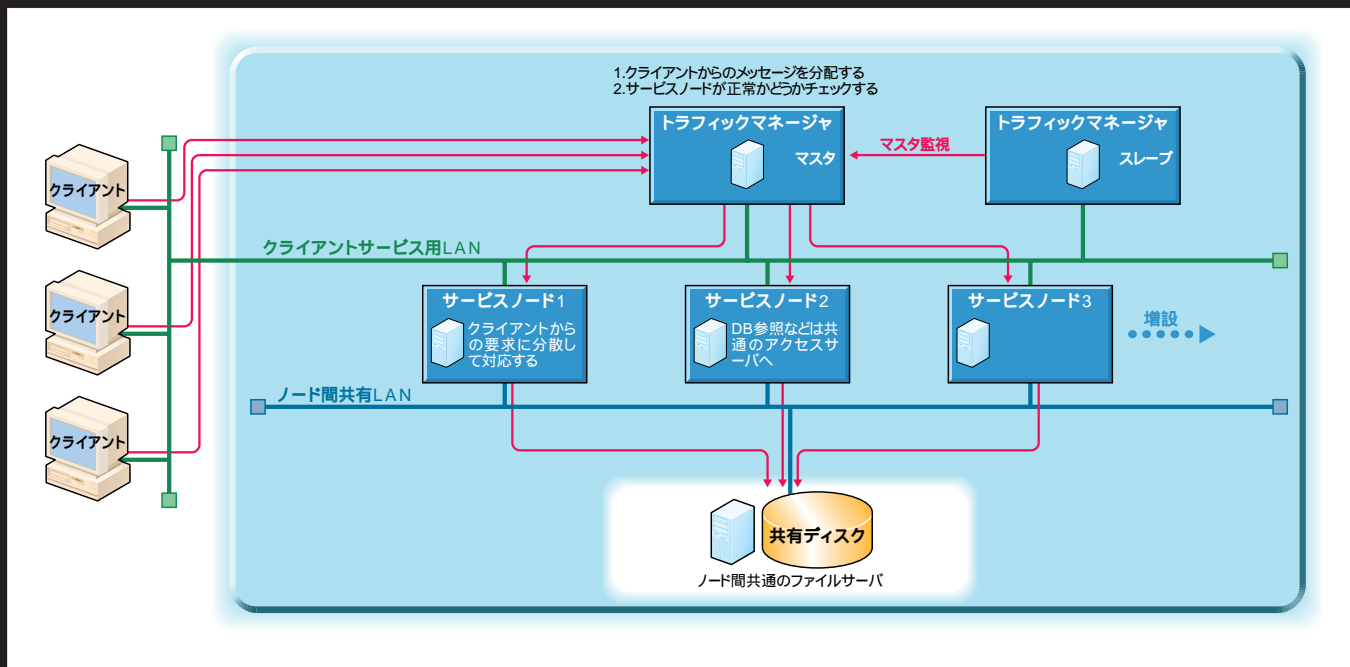 1.クライアントからのメッセージを分配する
2.サービスノードが正常かどうかチェックする
トラフィックマネージャ
マスタ
マスタ監視
トラフィックマネージャ
スレーブ
クライアント
クライアント
クライアント
クライアントサービス用LAN
サービスノード1
クライアントから
の要求に分散し
て対応する
サービスノード2
DB参照などは共
通のアクセスサ
ーバへ
サービスノード3
増設
ノード間共有LAN
共有ディスク
ノード間共通のファイルサーバ